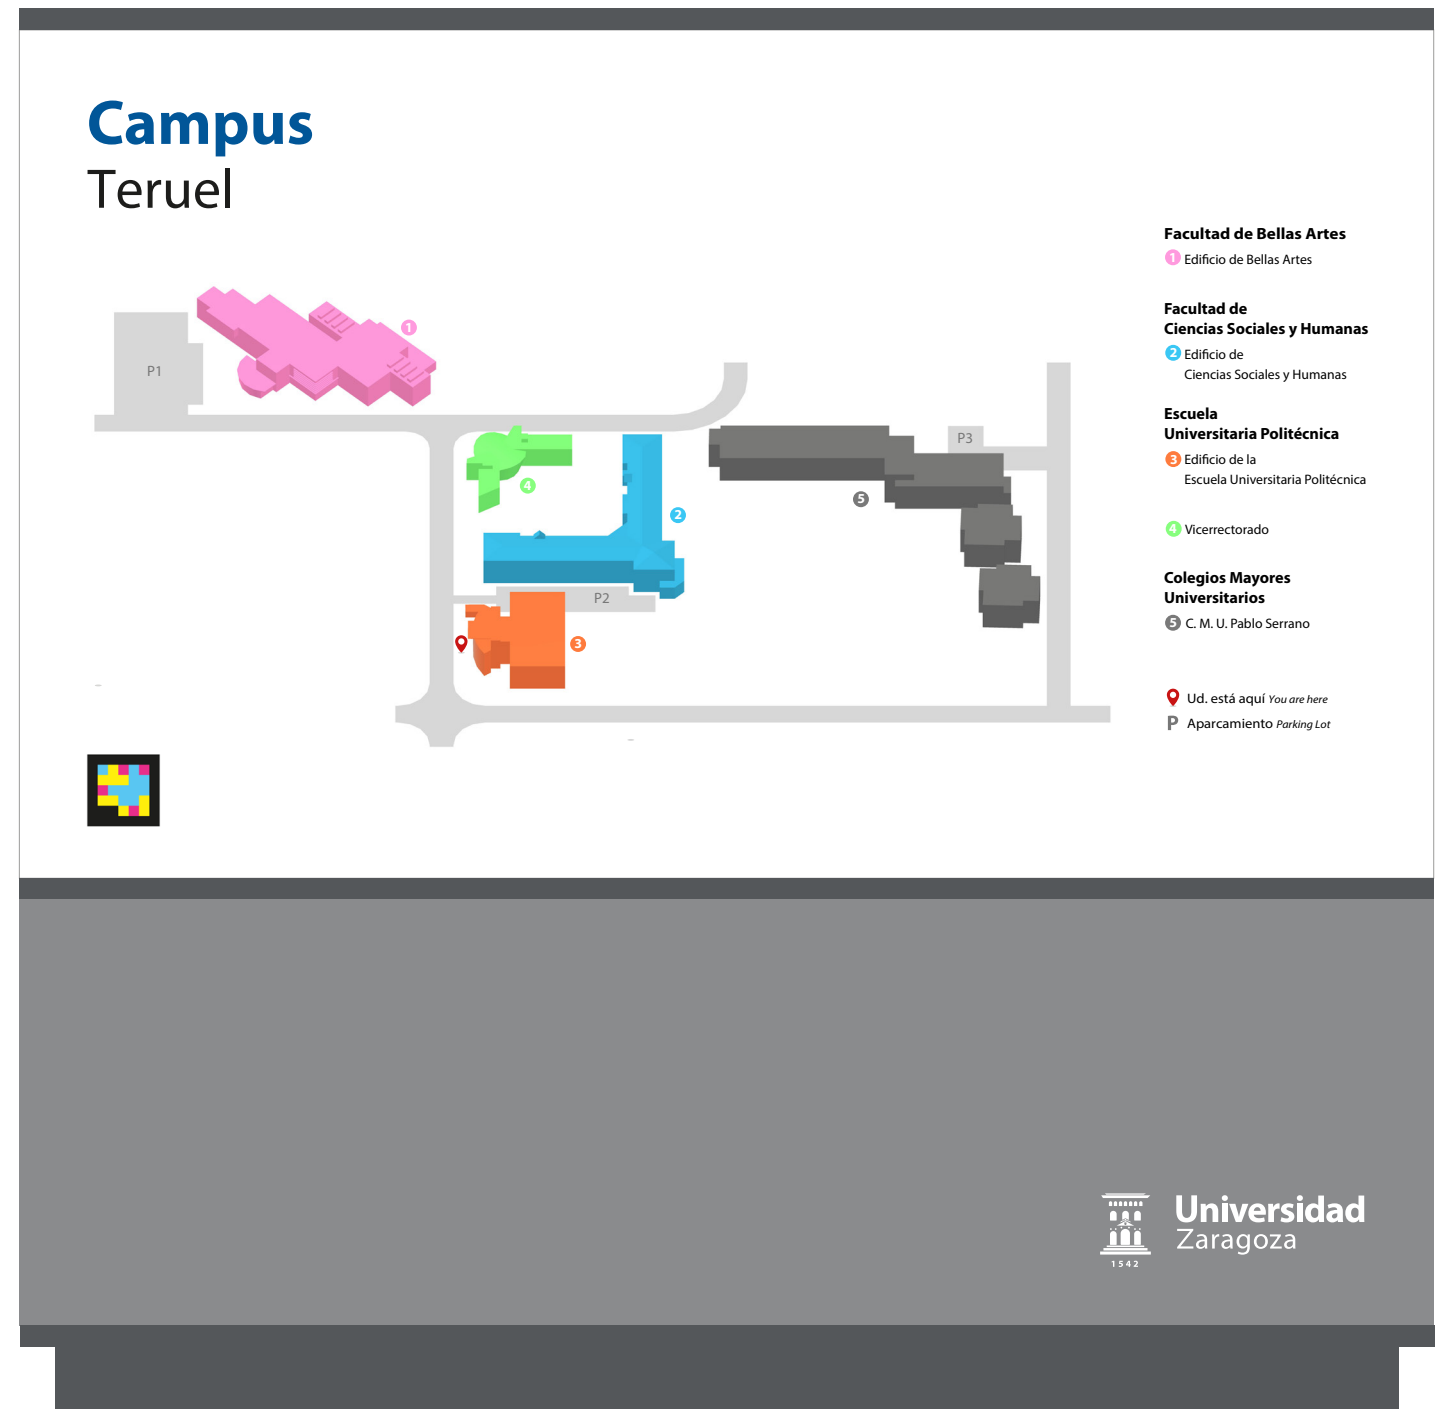 Campus
Teruel
P1
1
4
2
P2
3
5
P3
Facultad de Bellas Artes
1 Edificio de Bellas Artes
Facultad de
Ciencias Sociales y Humanas
2 Edificio de
Ciencias Sociales y Humanas
Escuela
Universitaria Politécnica
3 Edificio de la
Escuela Universitaria Politécnica
4 Vicerrectorado
Colegios Mayores
Universitarios
5 C. M. U. Pablo Serrano
Ud. está aquí You are here
P Aparcamiento Parking Lot
Universidad
Zaragoza
1542